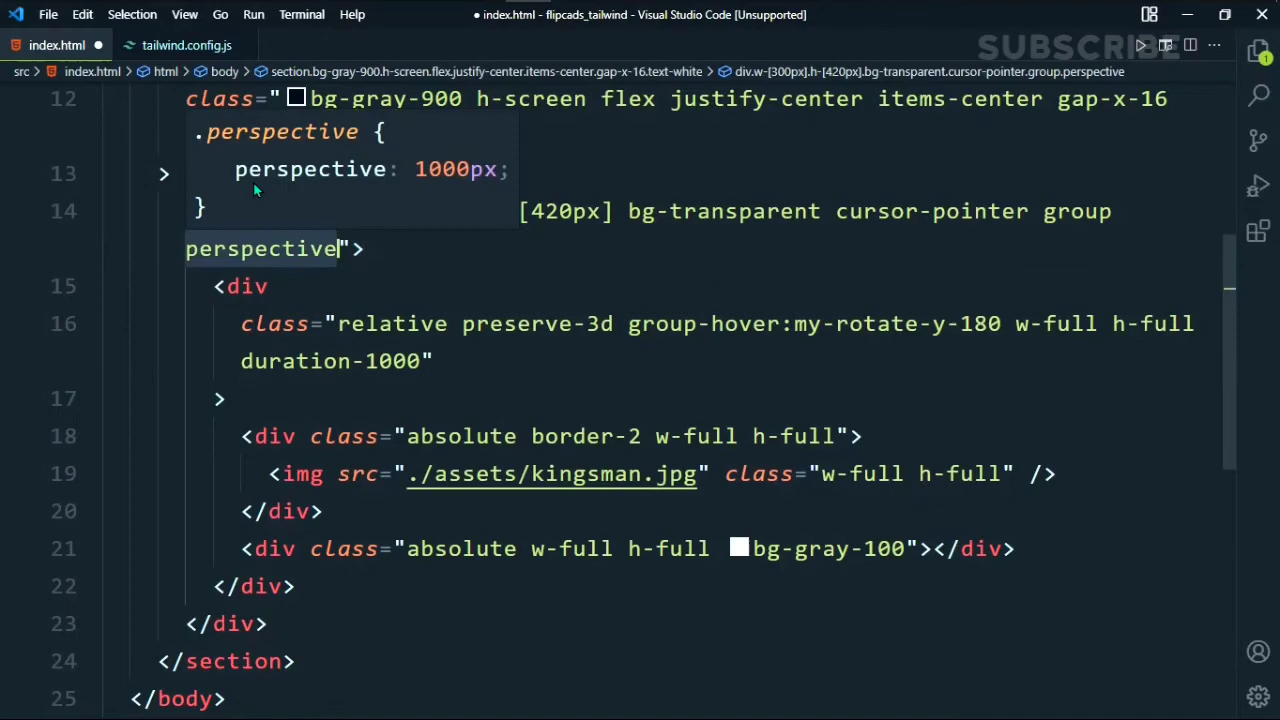 File Edit Selection View Go Run Terminal Help
● index.html - flipcads_tailwind - Visual Studio Code [Unsupported]
index.html ● tailwind.config.js
SUBSCRIBE
src > index.html > html > body > section.bg-gray-900.h-screen.flex.justify-center.items-center.gap-x-16.text-white > div.w-[300px].h-[420px].bg-transparent.cursor-pointer.group.perspective
12 class="bg-gray-900 h-screen flex justify-center items-center gap-x-16
.perspective {
13 > perspective: 1000px;
}
14 [420px] bg-transparent cursor-pointer group
perspective">
15 <div
16 class="relative preserve-3d group-hover:my-rotate-y-180 w-full h-full
duration-1000"
17 >
18 <div class="absolute border-2 w-full h-full">
19 <img src="./assets/kingsman.jpg" class="w-full h-full" />
20 </div>
21 <div class="absolute w-full h-full bg-gray-100"></div>
22 </div>
23 </div>
24 </section>
25 </body>
1